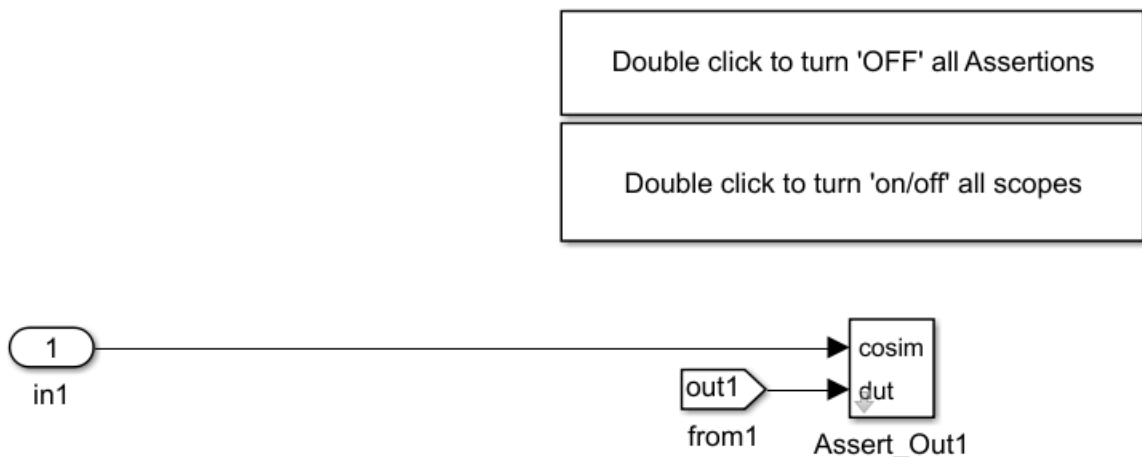 Double click to turn 'OFF' all Assertions
Double click to turn 'on/off' all scopes
1
in1
cosim
out1
dut
from1
Assert_Out1